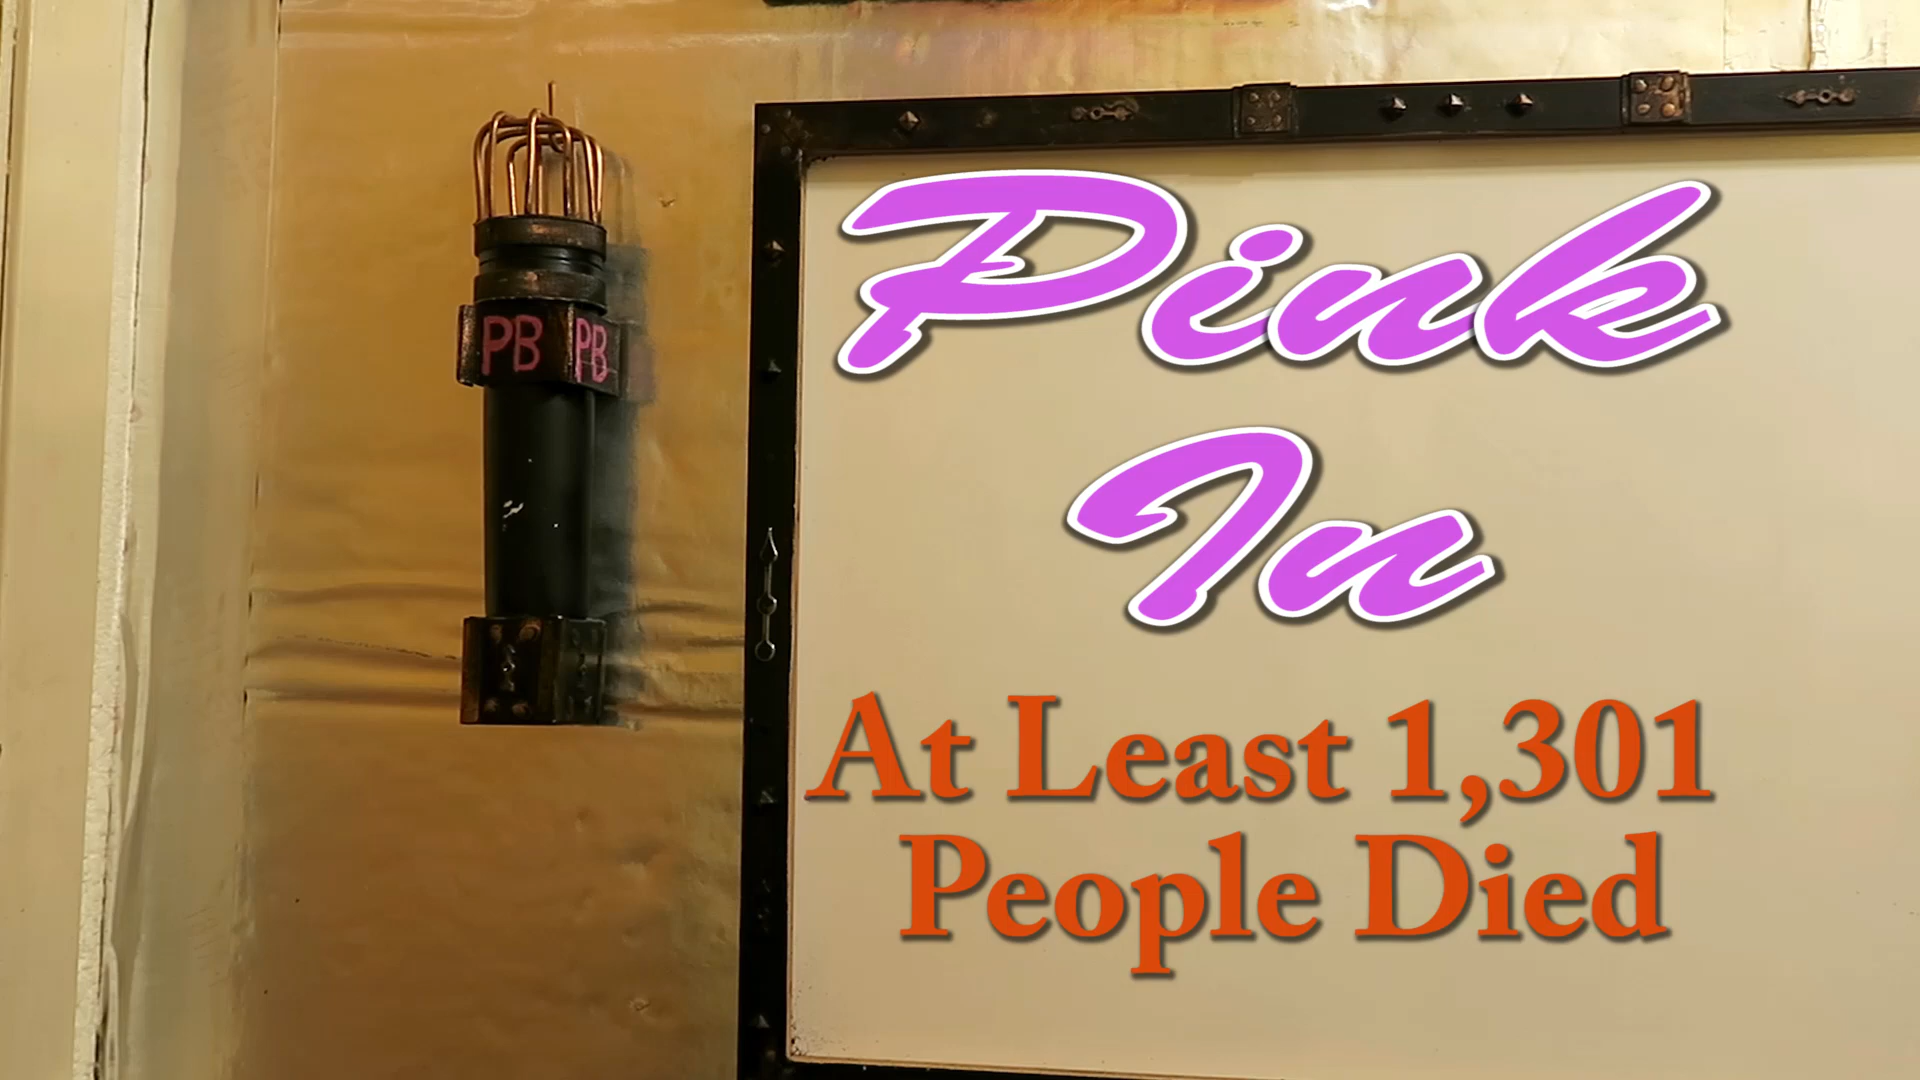 PB PB
Pink
In
At Least 1,301
People Died